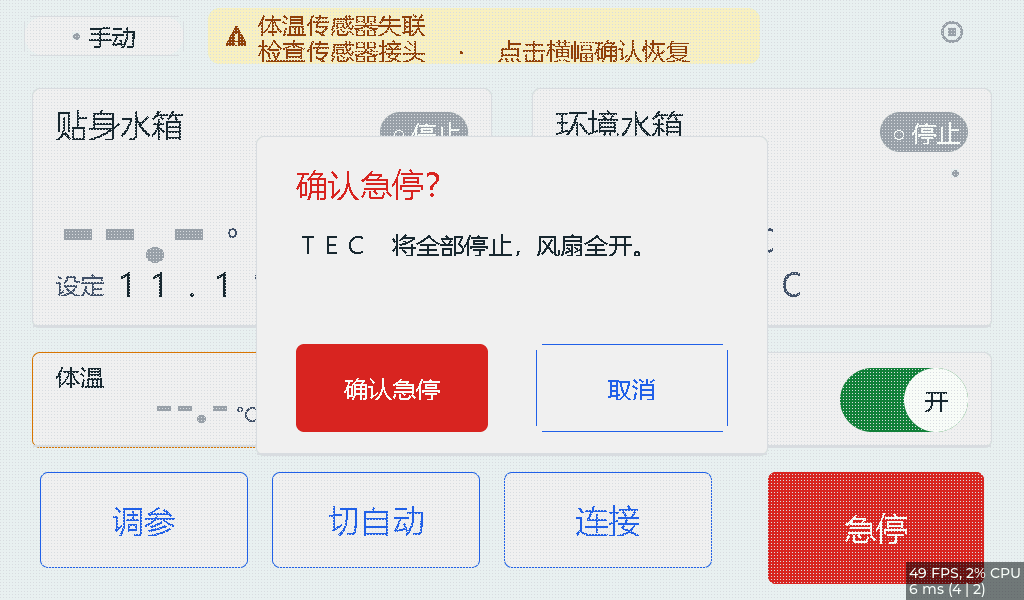 手动
体温传感器失联
检查传感器接头 · 点击横幅确认恢复
贴身水箱
停止
环境水箱
停止
确认急停?
TEC 将全部停止，风扇全开。
--.- °
设定 11.1°
C
C
确认急停
取消
体温
--.- °C
开
调参
切自动
连接
急停
49 FPS, 2% CPU
6 ms (4 | 2)